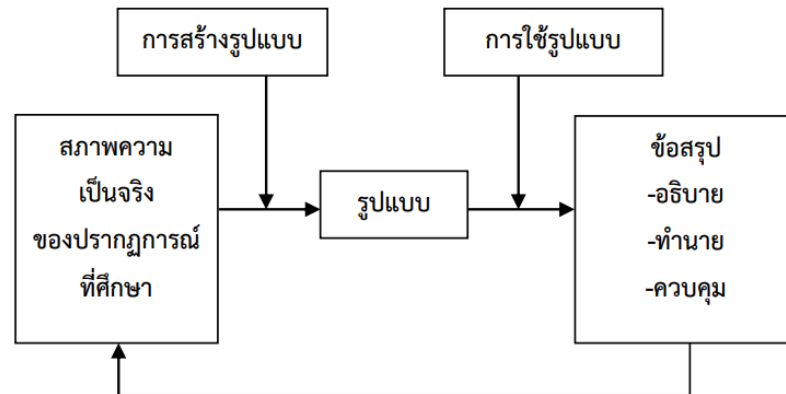 การสร้างรูปแบบ
การใช้รูปแบบ
สภาพความ
เป็นจริง
ของปรากฏการณ์
ที่ศึกษา
รูปแบบ
ข้อสรุป
-อธิบาย
-ทำนาย
-ควบคุม